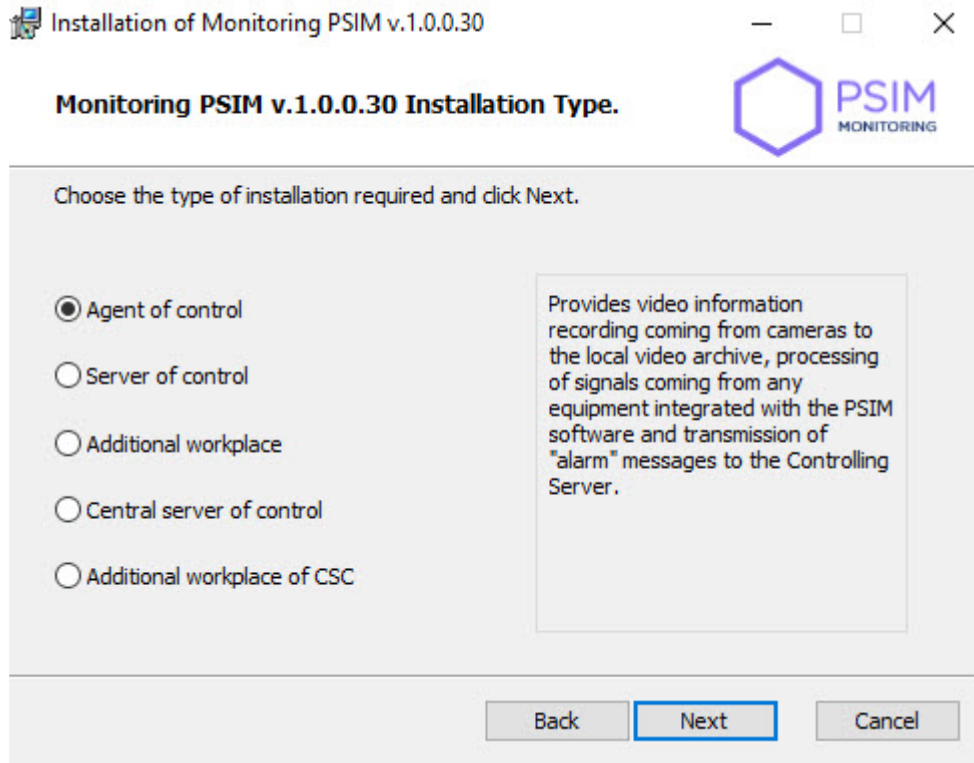 Installation of Monitoring PSIM v.1.0.0.30
Monitoring PSIM v.1.0.0.30 Installation Type.
PSIM
MONITORING
Choose the type of installation required and click Next.
Agent of control
Server of control
Additional workplace
Central server of control
Additional workplace of CSC
Provides video information
recording coming from cameras to
the local video archive, processing
of signals coming from any
equipment integrated with the PSIM
software and transmission of
"alarm" messages to the Controlling
Server.
Back
Next
Cancel